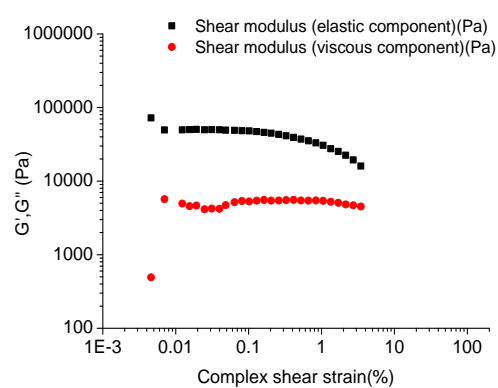 Shear modulus (elastic component)(Pa)
Shear modulus (viscous component)(Pa)
1000000
100000
10000
1000
100
G',G'' (Pa)
1E-3 0.01 0.1 1 10 100
Complex shear strain(%)